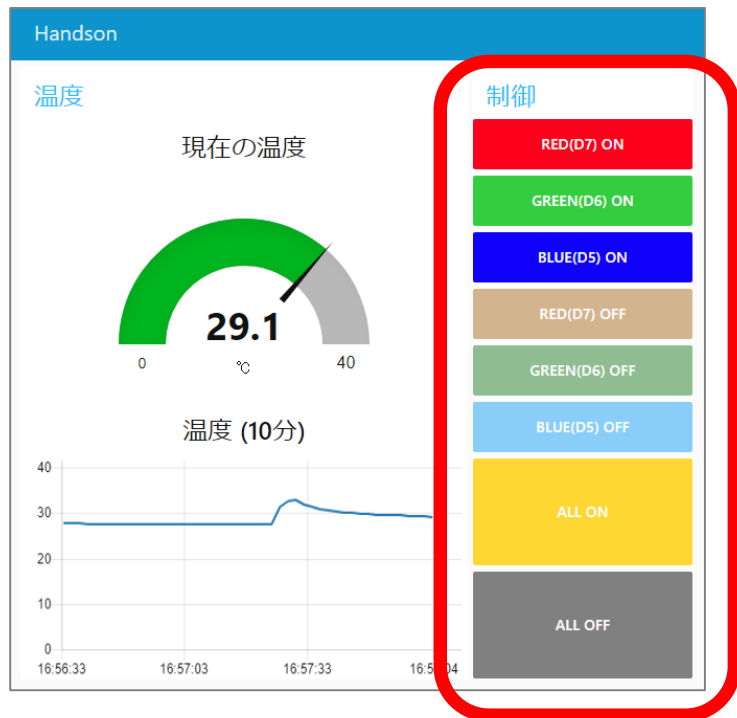 Handson
温度
現在の温度
29.1
0
℃
40
温度 (10分)
40
30
20
10
0
16:56:33
16:57:03
16:57:33
制御
RED(D7) ON
GREEN(D6) ON
BLUE(D5) ON
RED(D7) OFF
GREEN(D6) OFF
BLUE(D5) OFF
ALL ON
ALL OFF